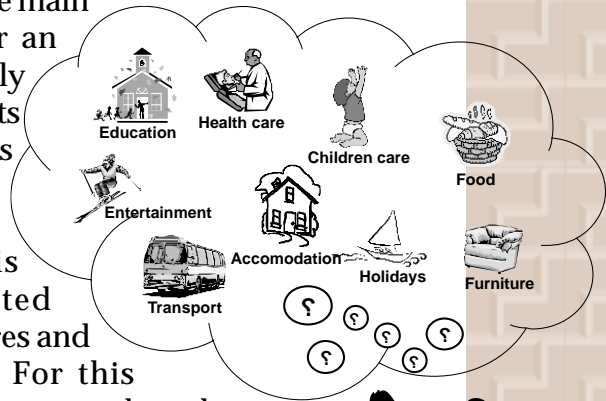 e main
r an
ly
ts
s
is
ted
res and
For this
Education
Health care
Children care
Food
Entertainment
Accomodation
Holidays
Furniture
Transport
؟ ؟ ؟ ؟ ؟ ؟